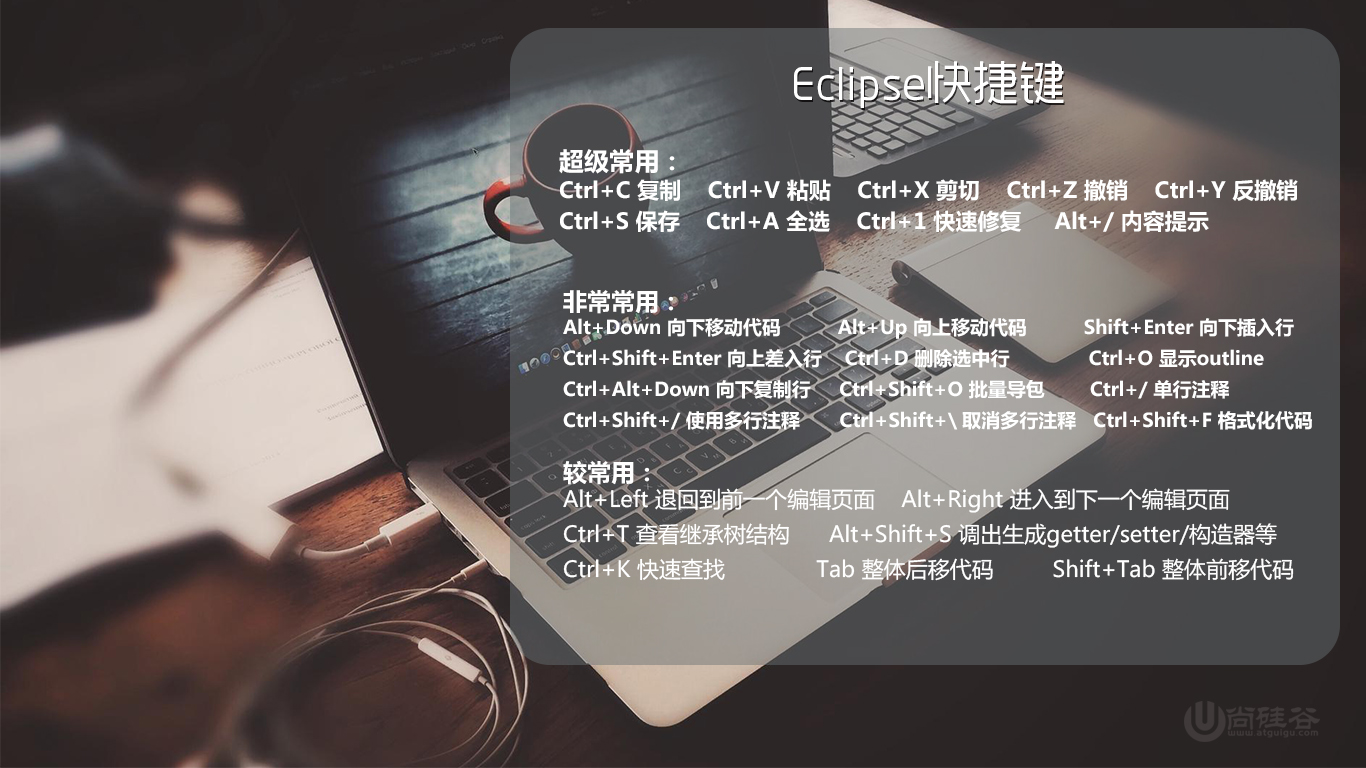 Eclipse快捷键
超级常用：
Ctrl+C 复制 Ctrl+V 粘贴 Ctrl+X 剪切 Ctrl+Z 撤销 Ctrl+Y 反撤销
Ctrl+S 保存 Ctrl+A 全选 Ctrl+1 快速修复 Alt+/ 内容提示
非常常用：
Alt+Down 向下移动代码 Alt+Up 向上移动代码 Shift+Enter 向下插入行
Ctrl+Shift+Enter 向上差入行 Ctrl+D 删除选中行 Ctrl+O 显示outline
Ctrl+Alt+Down 向下复制行 Ctrl+Shift+O 批量导包 Ctrl+/ 单行注释
Ctrl+Shift+/ 使用多行注释 Ctrl+Shift+\ 取消多行注释 Ctrl+Shift+F 格式化代码
较常用：
Alt+Left 退回到前一个编辑页面 Alt+Right 进入到下一个编辑页面
Ctrl+T 查看继承树结构 Alt+Shift+S 调出生成getter/setter/构造器等
Ctrl+K 快速查找 Tab 整体后移代码 Shift+Tab 整体前移代码
尚硅谷
www.atguigu.com